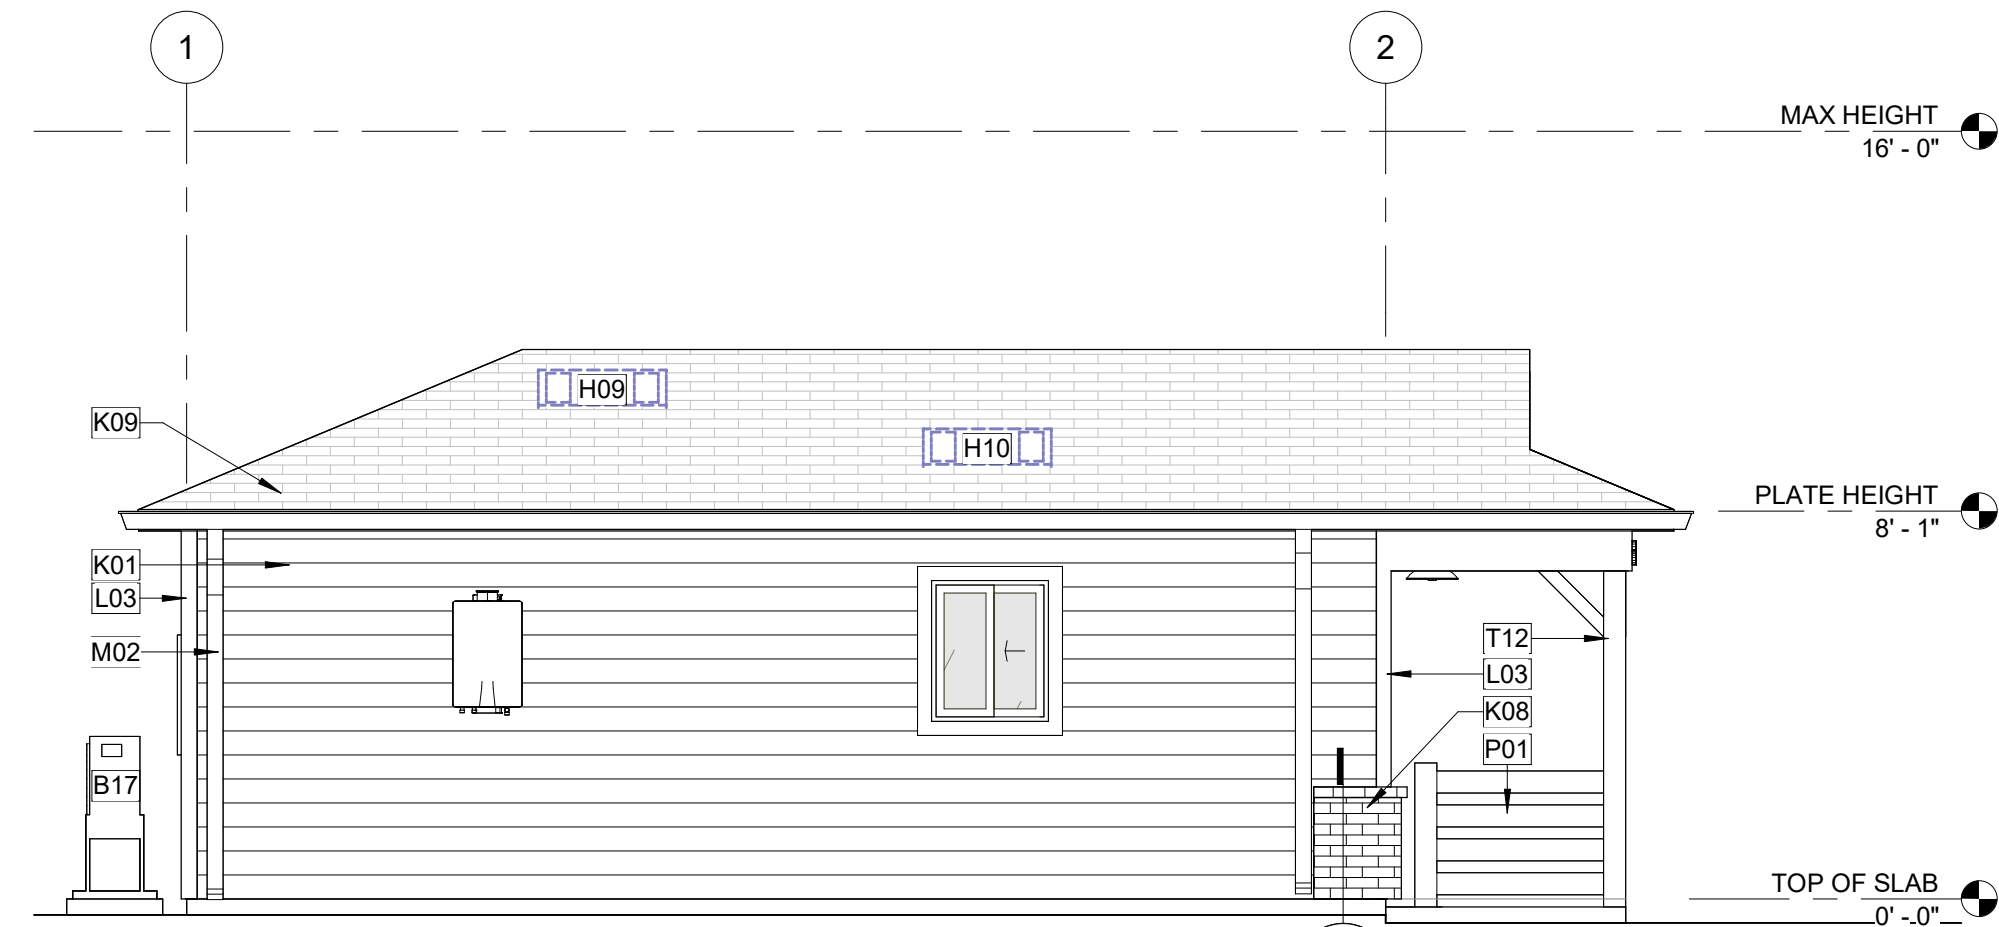 1
2
MAX HEIGHT
16' - 0"
H09
K09
H10
PLATE HEIGHT
8' - 1"
K01
L03
M02
T12
L03
K08
P01
B17
TOP OF SLAB
0' - 0"